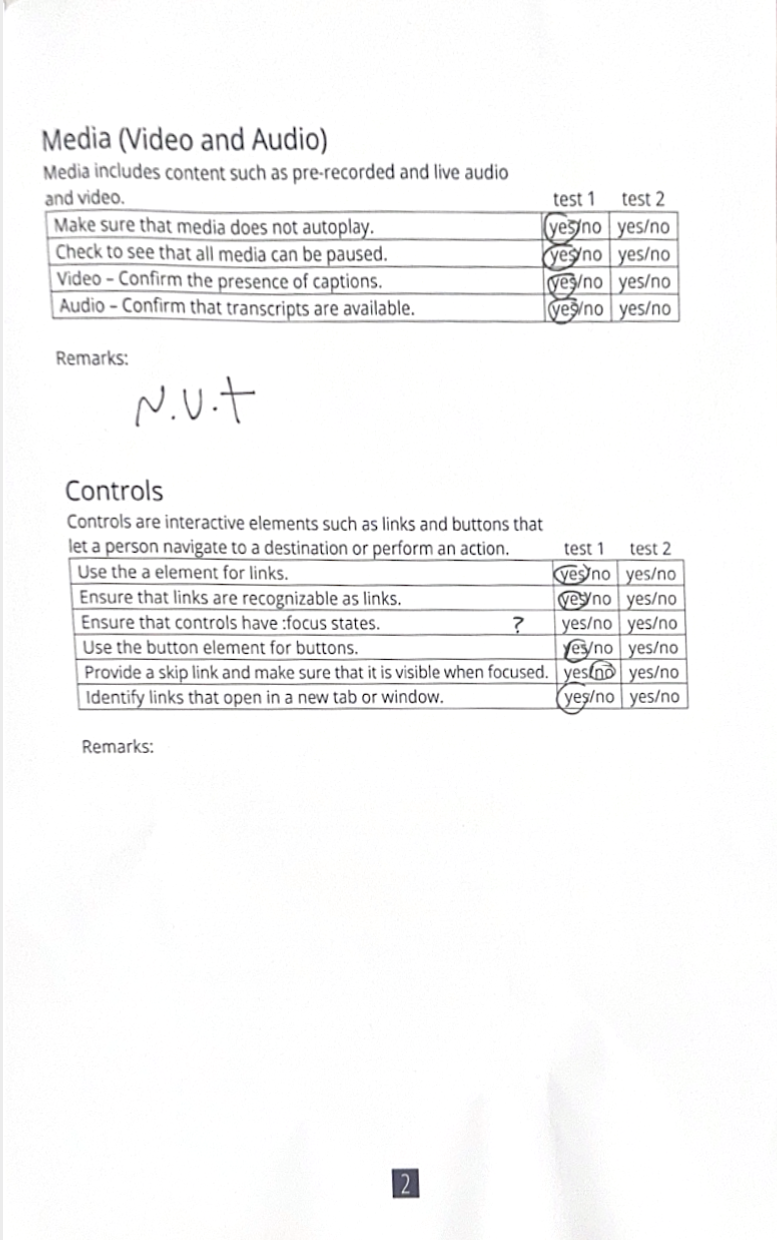 Media (Video and Audio)
Media includes content such as pre-recorded and live audio
and video. test 1 test 2
Make sure that media does not autoplay. yes/no yes/no
Check to see that all media can be paused. yes/no yes/no
Video – Confirm the presence of captions. yes/no yes/no
Audio – Confirm that transcripts are available. yes/no yes/no
Remarks:
N.U.t
Controls
Controls are interactive elements such as links and buttons that
let a person navigate to a destination or perform an action. test 1 test 2
Use the a element for links. yes/no yes/no
Ensure that links are recognizable as links. yes/no yes/no
Ensure that controls have :focus states. ? yes/no yes/no
Use the button element for buttons. yes/no yes/no
Provide a skip link and make sure that it is visible when focused. yes/no yes/no
Identify links that open in a new tab or window. yes/no yes/no
Remarks:
2